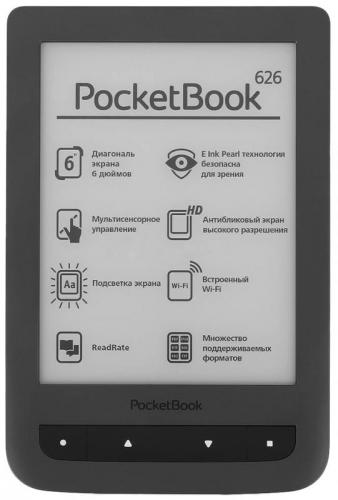 PocketBook 626
6"
Диагональ
экрана
6 дюймов
E Ink Pearl технология
безопасна
для зрения
Мультисенсорное
управление
HD
Антибликовый экран
высокого разрешения
Aa
Подсветка экрана
Wi-Fi
Встроенный
Wi-Fi
ReadRate
Множество
поддерживаемых
форматов
PocketBook